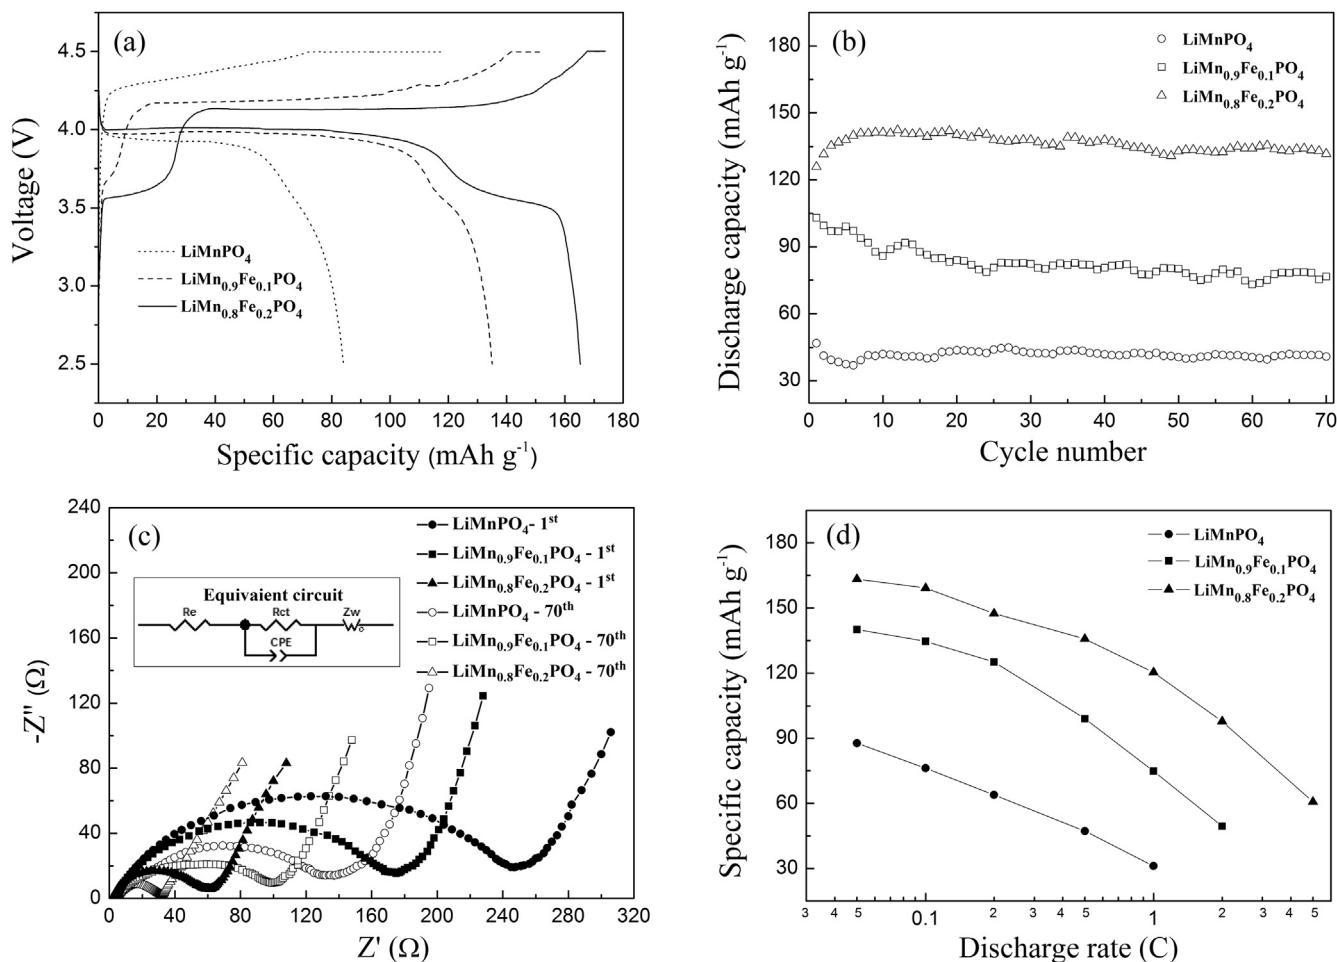 (a)
Voltage (V)
4.5
4.0
3.5
3.0
2.5
LiMnPO4
LiMn0.9Fe0.1PO4
LiMn0.8Fe0.2PO4
0 20 40 60 80 100 120 140 160 180
Specific capacity (mAh g-1)
(b)
Discharge capacity (mAh g-1)
180
150
120
90
60
30
LiMnPO4
LiMn0.9Fe0.1PO4
LiMn0.8Fe0.2PO4
0 10 20 30 40 50 60 70
Cycle number
(c)
-Z'' (Ω)
240
200
160
120
80
40
0
LiMnPO4- 1st
LiMn0.9Fe0.1PO4 - 1st
LiMn0.8Fe0.2PO4 - 1st
LiMnPO4 - 70th
LiMn0.9Fe0.1PO4 - 70th
LiMn0.8Fe0.2PO4 - 70th
Equivaient circuit
Re Rct Zw
CPE
0 40 80 120 160 200 240 280 320
Z' (Ω)
(d)
Specific capacity (mAh g-1)
180
150
120
90
60
30
LiMnPO4
LiMn0.9Fe0.1PO4
LiMn0.8Fe0.2PO4
3 4 5 0.1 2 3 4 5 1 2 3 4 5
Discharge rate (C)